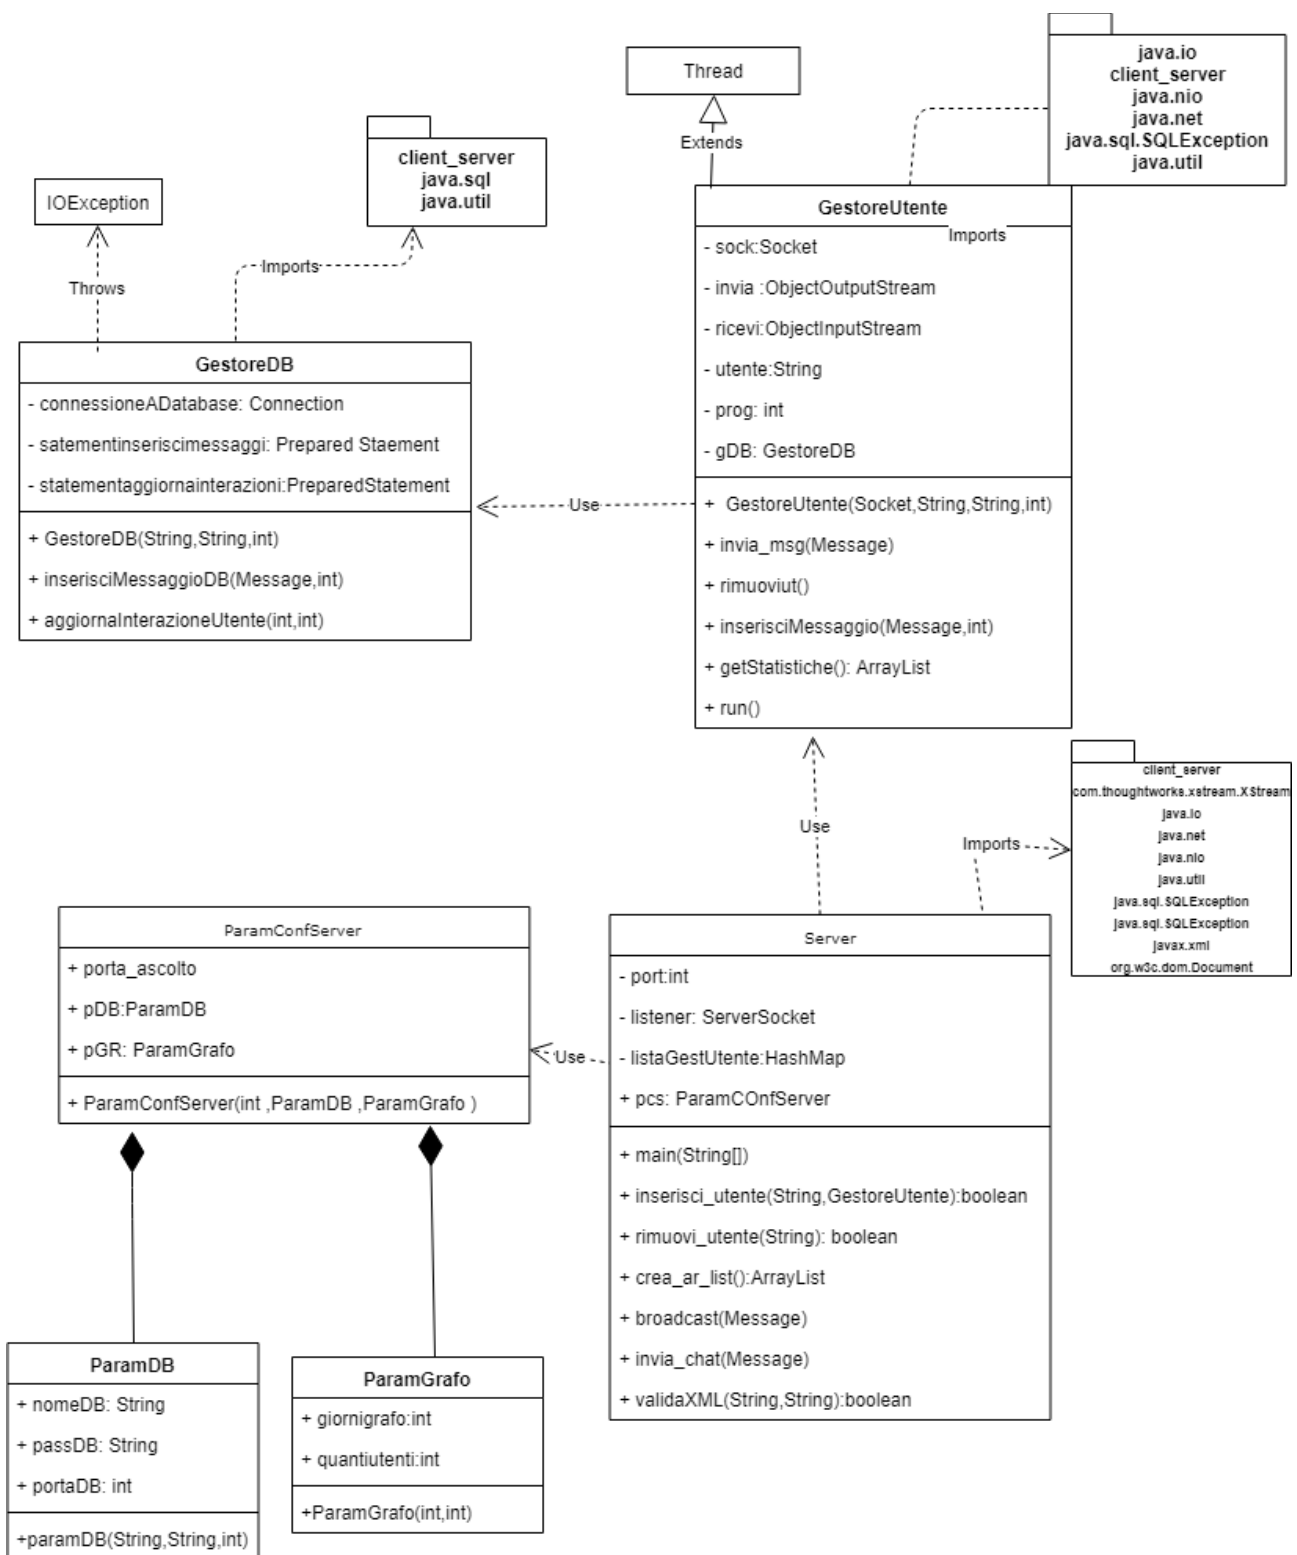 Thread
java.io
client_server
java.nio
java.net
java.sql.SQLException
java.util
Extends
client_server
java.sql
java.util
IOException
Imports
Throws
GestoreUtente
Imports
- sock:Socket
- invia :ObjectOutputStream
- ricevi:ObjectInputStream
- utente:String
- prog: int
- gDB: GestoreDB
+ GestoreUtente(Socket,String,String,int)
+ invia_msg(Message)
+ rimuoviut()
+ inserisciMessaggio(Message,int)
+ getStatistiche(): ArrayList
+ run()
GestoreDB
- connessioneADatabase: Connection
- satementinseriscimessaggi: Prepared Staement
- statementaggiornainterazioni:PreparedStatement
+ GestoreDB(String,String,int)
+ inserisciMessaggioDB(Message,int)
+ aggiornaInterazioneUtente(int,int)
Use
Use
Imports
client_server
com.thoughtworks.xstream.XStream
java.io
java.net
java.nio
java.util
java.sql.SQLException
java.sql.SQLException
javax.xml
org.w3c.dom.Document
ParamConfServer
+ porta_ascolto
+ pDB:ParamDB
+ pGR: ParamGrafo
+ ParamConfServer(int ,ParamDB ,ParamGrafo )
Use
Server
- port:int
- listener: ServerSocket
- listaGestUtente:HashMap
+ pcs: ParamCOnfServer
+ main(String[])
+ inserisci_utente(String,GestoreUtente):boolean
+ rimuovi_utente(String): boolean
+ crea_ar_list():ArrayList
+ broadcast(Message)
+ invia_chat(Message)
+ validaXML(String,String):boolean
ParamDB
+ nomeDB: String
+ passDB: String
+ portaDB: int
+paramDB(String,String,int)
ParamGrafo
+ giornigrafo:int
+ quantiutenti:int
+ParamGrafo(int,int)